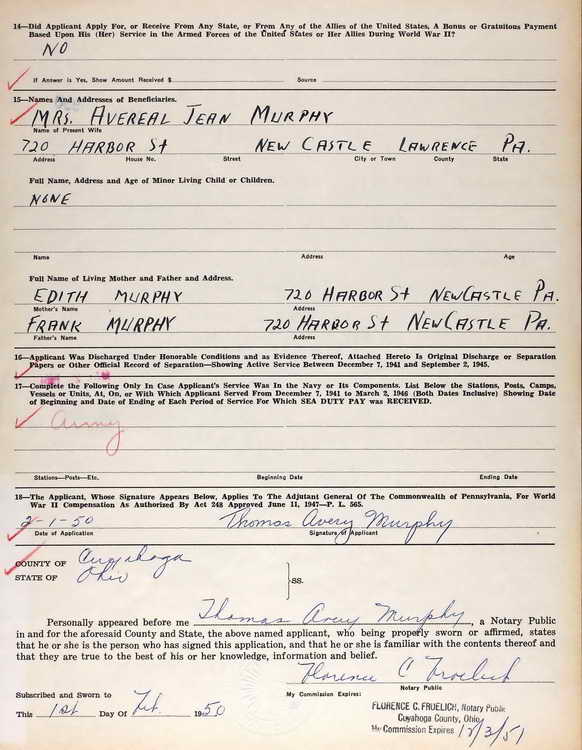 14—Did Applicant Apply For, or Receive From Any State, or From Any of the Allies of the United States, A Bonus or Gratuitous Payment
Based Upon His (Her) Service in the Armed Forces of the United States or Her Allies During World War II?
NO
If Answer is Yes, Show Amount Received $ Source
15—Names And Addresses of Beneficiaries.
MRS. AVEREAL JEAN MURPHY
Name of Present Wife
720 HARBOR St NEW CASTLE LAWRENCE PA.
Address House No. Street City or Town County State
Full Name, Address and Age of Minor Living Child or Children.
NONE
Name Address Age
Full Name of Living Mother and Father and Address.
EDITH MURPHY 720 HARBOR St NEW CASTLE PA.
Mother's Name Address
FRANK MURPHY 720 HARBOR St NEW CASTLE PA.
Father's Name Address
16—Applicant Was Discharged Under Honorable Conditions and as Evidence Thereof, Attached Hereto Is Original Discharge or Separation
Papers or Other Official Record of Separation—Showing Active Service Between December 7, 1941 and September 2, 1945.
17—Complete the Following Only In Case Applicant's Service Was In the Navy or Its Components. List Below the Stations, Posts, Camps,
Vessels or Units, At, On, or With Which Applicant Served From December 7, 1941 to March 2, 1946 (Both Dates Inclusive) Showing Date
of Beginning and Date of Ending of Each Period of Service For Which SEA DUTY PAY was RECEIVED.
Army
Stations—Posts—Etc. Beginning Date Ending Date
18—The Applicant, Whose Signature Appears Below, Applies To The Adjutant General Of The Commonwealth of Pennsylvania, For World
War II Compensation As Authorized By Act 248 Approved June 11, 1947—P. L. 565.
2-1-50 Thomas Avery Murphy
Date of Application Signature of Applicant
COUNTY OF Cuyahoga
STATE OF Ohio
}ss.
Personally appeared before me Thomas Avery Murphy, a Notary Public
in and for the aforesaid County and State, the above named applicant, who being properly sworn or affirmed, states
that he or she is the person who has signed this application, and that he or she is familiar with the contents thereof and
that they are true to the best of his or her knowledge, information and belief.
Florence C Froelich
Notary Public
Subscribed and Sworn to My Commission Expires:
This 1st Day Of Feb. 1950
FLORENCE C. FRUELICH, Notary Public
Cuyahoga County, Ohio
My Commission Expires 12/3/51